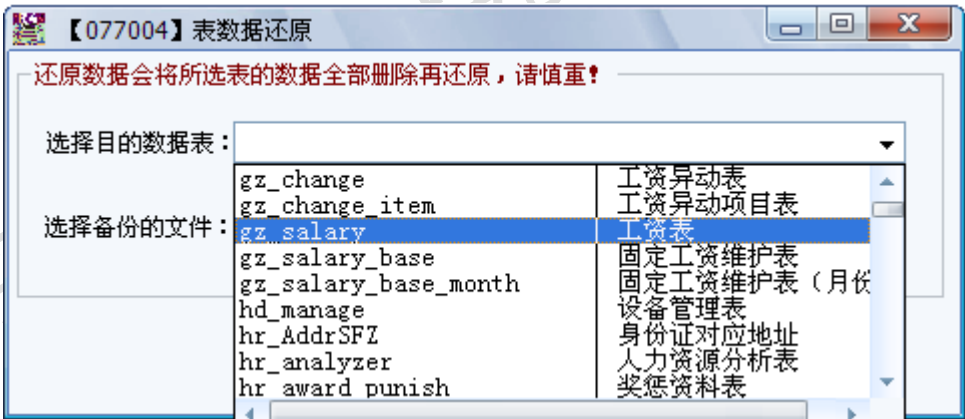 【077004】表数据还原
还原数据会将所选表的数据全部删除再还原，请慎重！
选择目的数据表：
gz_change 工资异动表
gz_change_item 工资异动项目表
选择备份的文件：
gz_salary 工资表
gz_salary_base 固定工资维护表
gz_salary_base_month 固定工资维护表（月份
hd_manage 设备管理表
hr_AddrSFZ 身份证对应地址
hr_analyzer 人力资源分析表
hr_award_punish 奖惩资料表